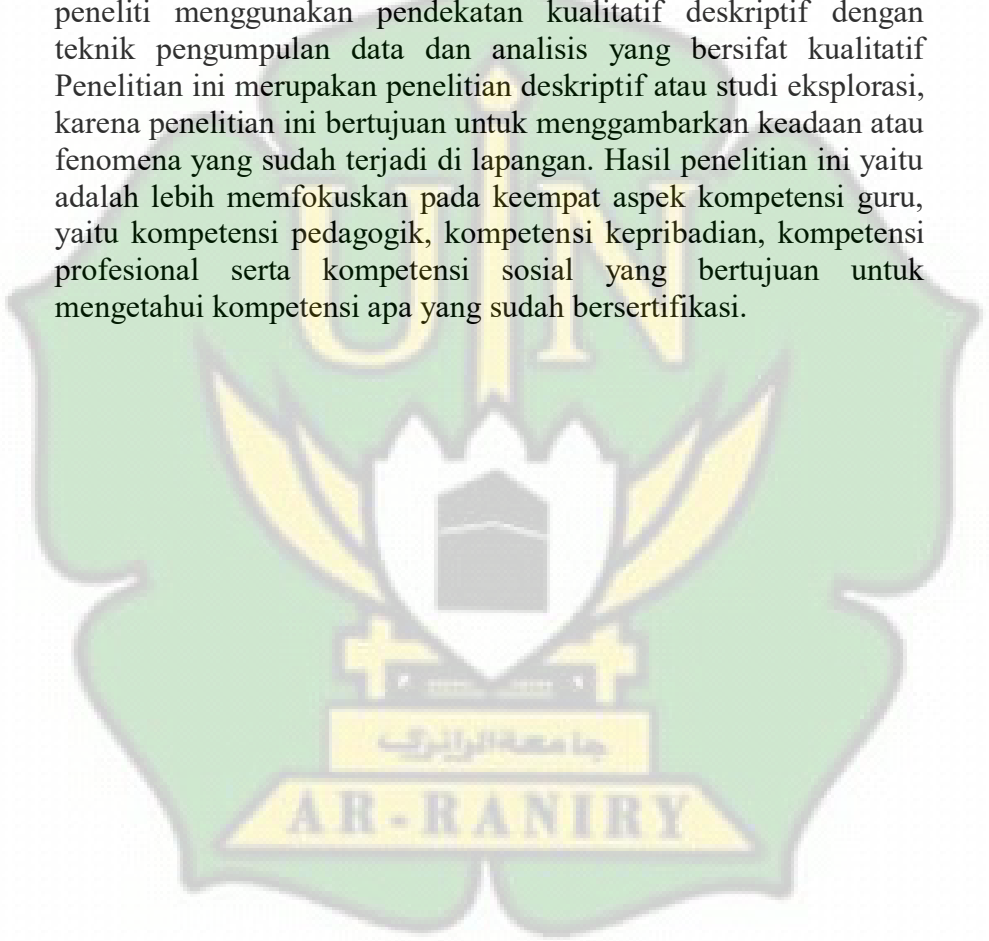 peneliti menggunakan pendekatan kualitatif deskriptif dengan
teknik pengumpulan data dan analisis yang bersifat kualitatif
Penelitian ini merupakan penelitian deskriptif atau studi eksplorasi,
karena penelitian ini bertujuan untuk menggambarkan keadaan atau
fenomena yang sudah terjadi di lapangan. Hasil penelitian ini yaitu
adalah lebih memfokuskan pada keempat aspek kompetensi guru,
yaitu kompetensi pedagogik, kompetensi kepribadian, kompetensi
profesional serta kompetensi sosial yang bertujuan untuk
mengetahui kompetensi apa yang sudah bersertifikasi.
UIN
جامعة الرانري
AR-RANIRY